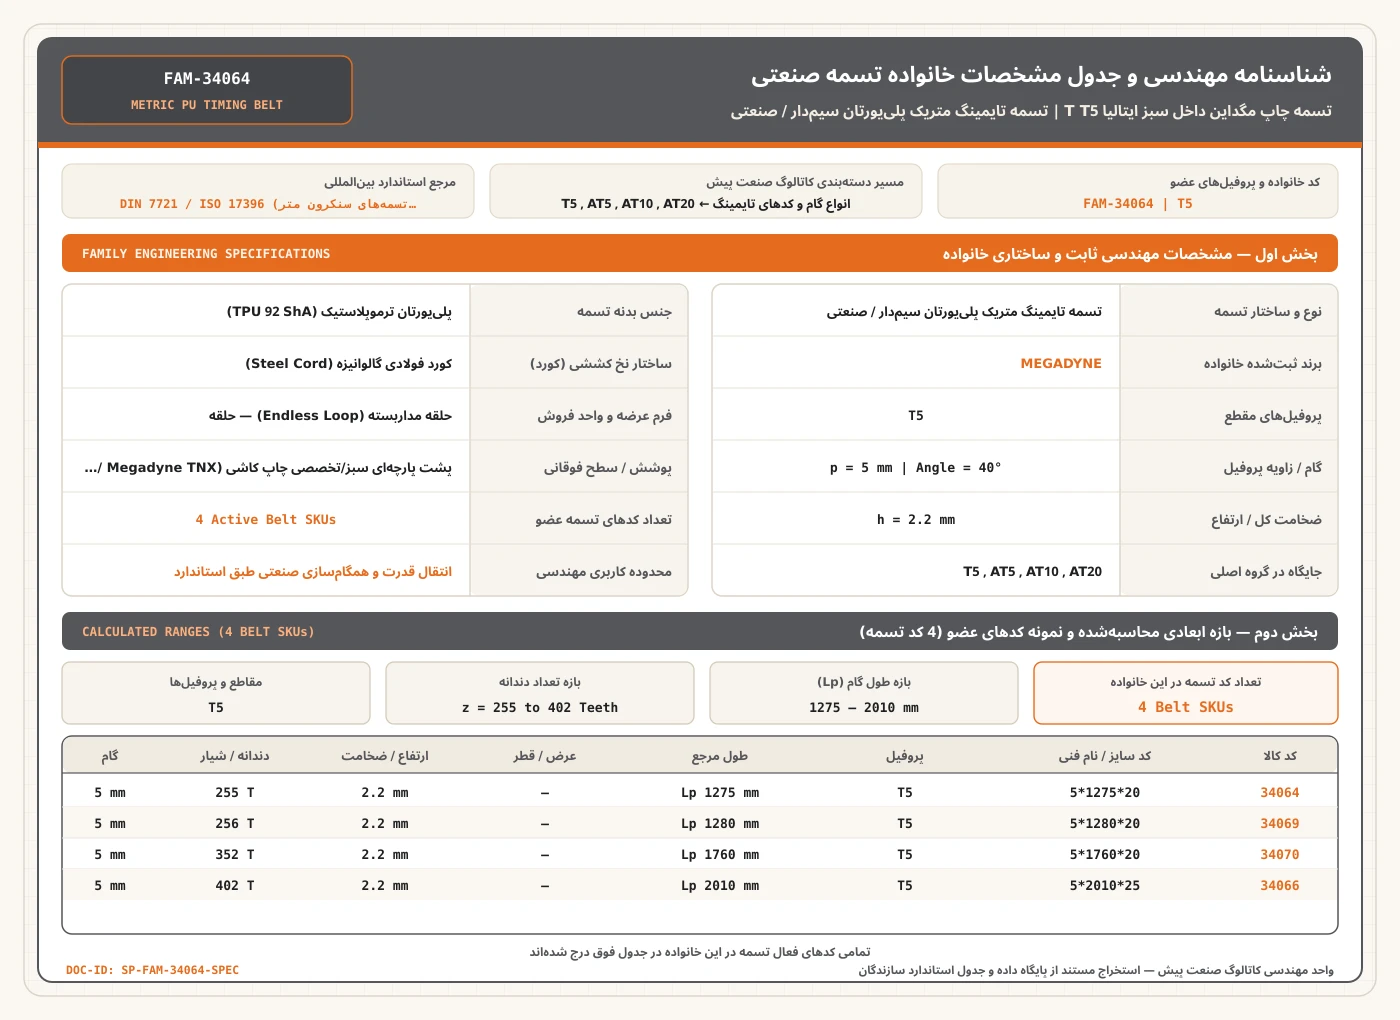 شناسنامه مهندسی و جدول مشخصات خانواده تسمه صنعتی
تسمه چاپ مگداین داخل سبز ایتالیا T T5 | تسمه تایمینگ متریک پلی‌یورتان سیم‌دار / صنعتی
FAM-34064
METRIC PU TIMING BELT
کد خانواده و پروفیل‌های عضو
FAM-34064 | T5
مسیر دسته‌بندی کاتالوگ صنعت پیش
انواع گام و کدهای تایمینگ ← T5 , AT5 , AT10 , AT20
مرجع استاندارد بین‌المللی
DIN 7721 / ISO 17396 (تسمه‌های سنکرون متر…
بخش اول — مشخصات مهندسی ثابت و ساختاری خانواده
FAMILY ENGINEERING SPECIFICATIONS
نوع و ساختار تسمه
تسمه تایمینگ متریک پلی‌یورتان سیم‌دار / صنعتی
برند ثبت‌شده خانواده
MEGADYNE
پروفیل‌های مقطع
T5
گام / زاویه پروفیل
p = 5 mm | Angle = 40°
ضخامت کل / ارتفاع
h = 2.2 mm
جایگاه در گروه اصلی
T5 , AT5 , AT10 , AT20
جنس بدنه تسمه
پلی‌یورتان ترموپلاستیک (TPU 92 ShA)
ساختار نخ کششی (کورد)
کورد فولادی گالوانیزه (Steel Cord)
فرم عرضه و واحد فروش
حلقه مداربسته (Endless Loop) — حلقه
پوشش / سطح فوقانی
پشت پارچه‌ای سبز/تخصصی چاپ کاشی (Megadyne TNX /…
تعداد کدهای تسمه عضو
4 Active Belt SKUs
محدوده کاربری مهندسی
انتقال قدرت و همگام‌سازی صنعتی طبق استاندارد
بخش دوم — بازه ابعادی محاسبه‌شده و نمونه کدهای عضو (4 کد تسمه)
CALCULATED RANGES (4 BELT SKUs)
تعداد کد تسمه در این خانواده
4 Belt SKUs
بازه طول گام (Lp)
1275 – 2010 mm
بازه تعداد دندانه
z = 255 to 402 Teeth
مقاطع و پروفیل‌ها
T5
کد کالا کد سایز / نام فنی پروفیل طول مرجع عرض / قطر ارتفاع / ضخامت دندانه / شیار گام
34064 5*1275*20 T5 Lp 1275 mm – 2.2 mm 255 T 5 mm
34069 5*1280*20 T5 Lp 1280 mm – 2.2 mm 256 T 5 mm
34070 5*1760*20 T5 Lp 1760 mm – 2.2 mm 352 T 5 mm
34066 5*2010*25 T5 Lp 2010 mm – 2.2 mm 402 T 5 mm
تمامی کدهای فعال تسمه در این خانواده در جدول فوق درج شده‌اند
واحد مهندسی کاتالوگ صنعت پیش — استخراج مستند از پایگاه داده و جدول استاندارد سازندگان
DOC-ID: SP-FAM-34064-SPEC